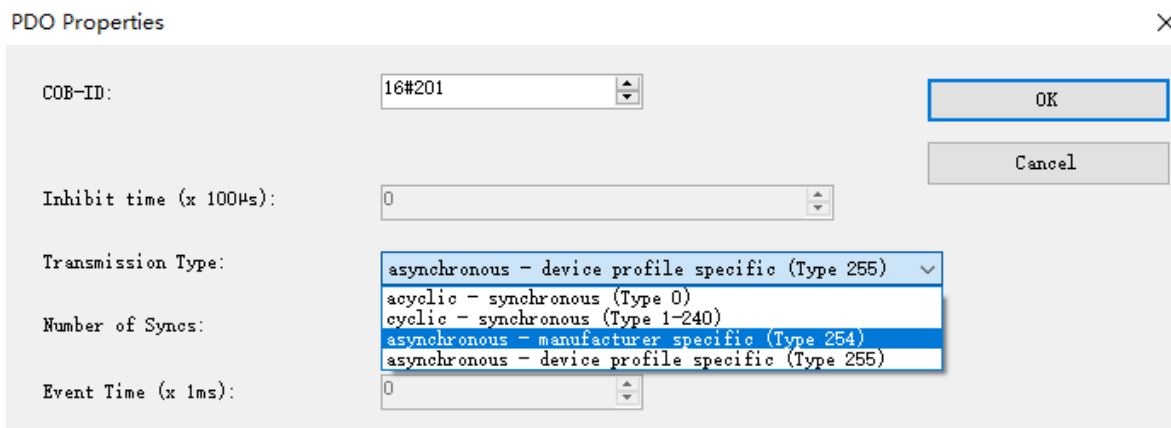 PDO Properties
COB-ID:
16#201
OK
Cancel
Inhibit time (x 100µs):
0
Transmission Type:
asynchronous - device profile specific (Type 255)
acyclic - synchronous (Type 0)
cyclic - synchronous (Type 1-240)
Number of Syncs:
asynchronous - manufacturer specific (Type 254)
asynchronous - device profile specific (Type 255)
Event Time (x 1ms):
0